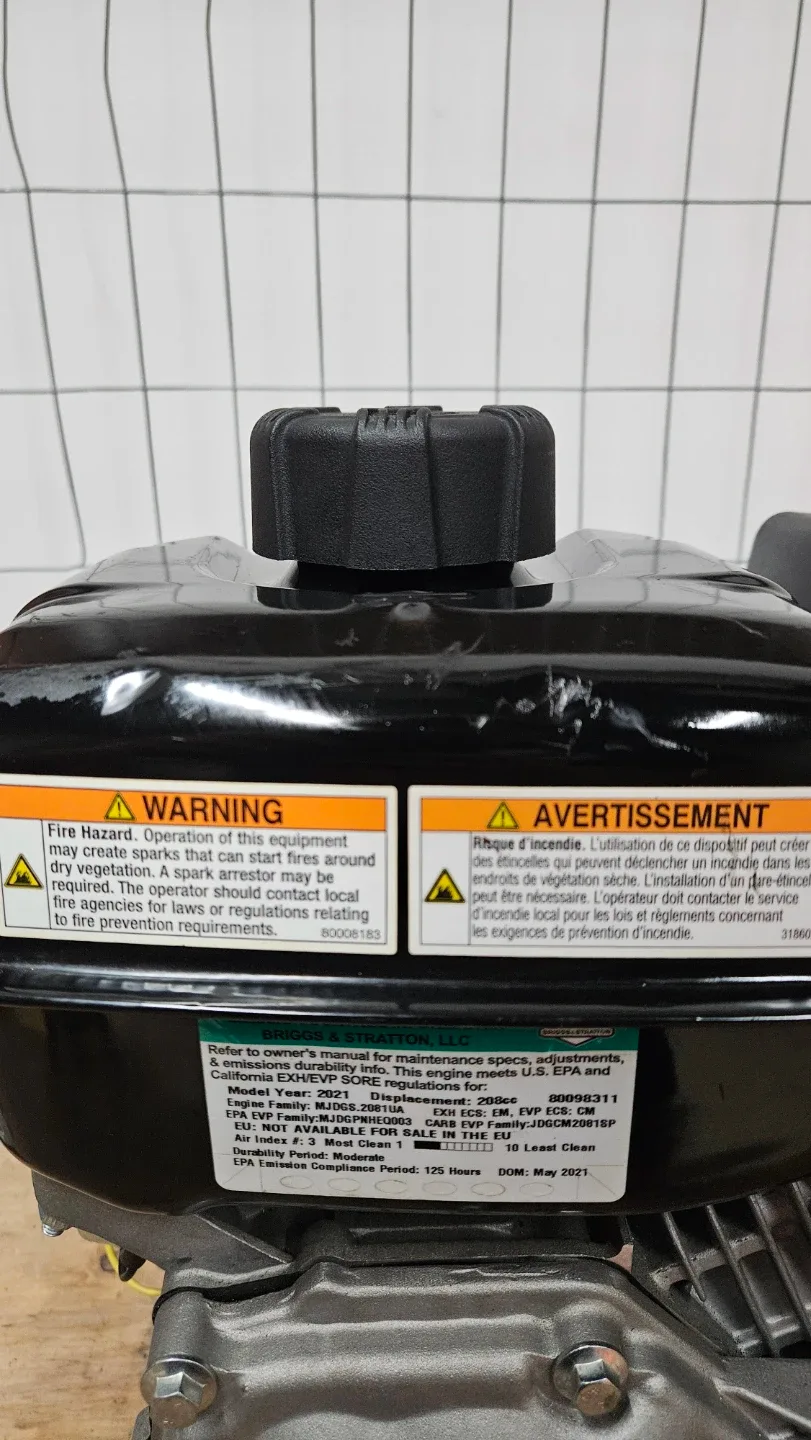 WARNING
Fire Hazard. Operation of this equipment
may create sparks that can start fires around
dry vegetation. A spark arrestor may be
required. The operator should contact local
fire agencies for laws or regulations relating
to fire prevention requirements.
80008183
AVERTISSEMENT
Risque d'incendie. L'utilisation de ce dispositif peut créer
des étincelles qui peuvent déclencher un incendie dans les
endroits de végétation sèche. L'installation d'un pare-étincel
peut être nécessaire. L'opérateur doit contacter le service
d'incendie local pour les lois et règlements concernant
les exigences de prévention d'incendie.
31860
BRIGGS & STRATTON, LLC
BRIGGS & STRATTON
Refer to owner's manual for maintenance specs, adjustments,
& emissions durability info. This engine meets U.S. EPA and
California EXH/EVP SORE regulations for:
Model Year: 2021 Displacement: 208cc 80098311
Engine Family: MJDGS.2081UA EXH ECS: EM, EVP ECS: CM
EPA EVP Family:MJDGPNHEQ003 CARB EVP Family:JDGCM2081SP
EU: NOT AVAILABLE FOR SALE IN THE EU
Air Index #: 3 Most Clean 1 10 Least Clean
Durability Period: Moderate
EPA Emission Compliance Period: 125 Hours DOM: May 2021